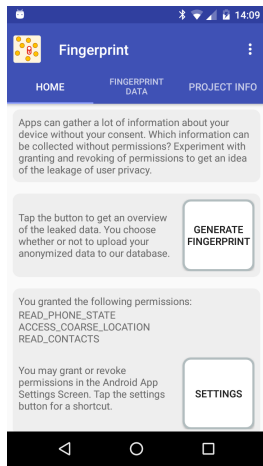 14:09
Fingerprint
HOME
FINGERPRINT
DATA
PROJECT INFO
Apps can gather a lot of information about your
device without your consent. Which information can
be collected without permissions? Experiment with
granting and revoking of permissions to get an idea
of the leakage of user privacy.
Tap the button to get an overview
of the leaked data. You choose
whether or not to upload your
anonymized data to our database.
GENERATE
FINGERPRINT
You granted the following permissions:
READ_PHONE_STATE
ACCESS_COARSE_LOCATION
READ_CONTACTS
You may grant or revoke
permissions in the Android App
Settings Screen. Tap the settings
button for a shortcut.
SETTINGS